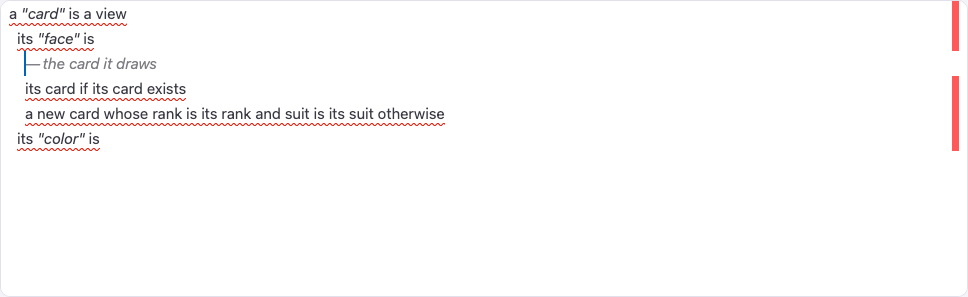 a "card" is a view
its "face" is
— the card it draws
its card if its card exists
a new card whose rank is its rank and suit is its suit otherwise
its "color" is